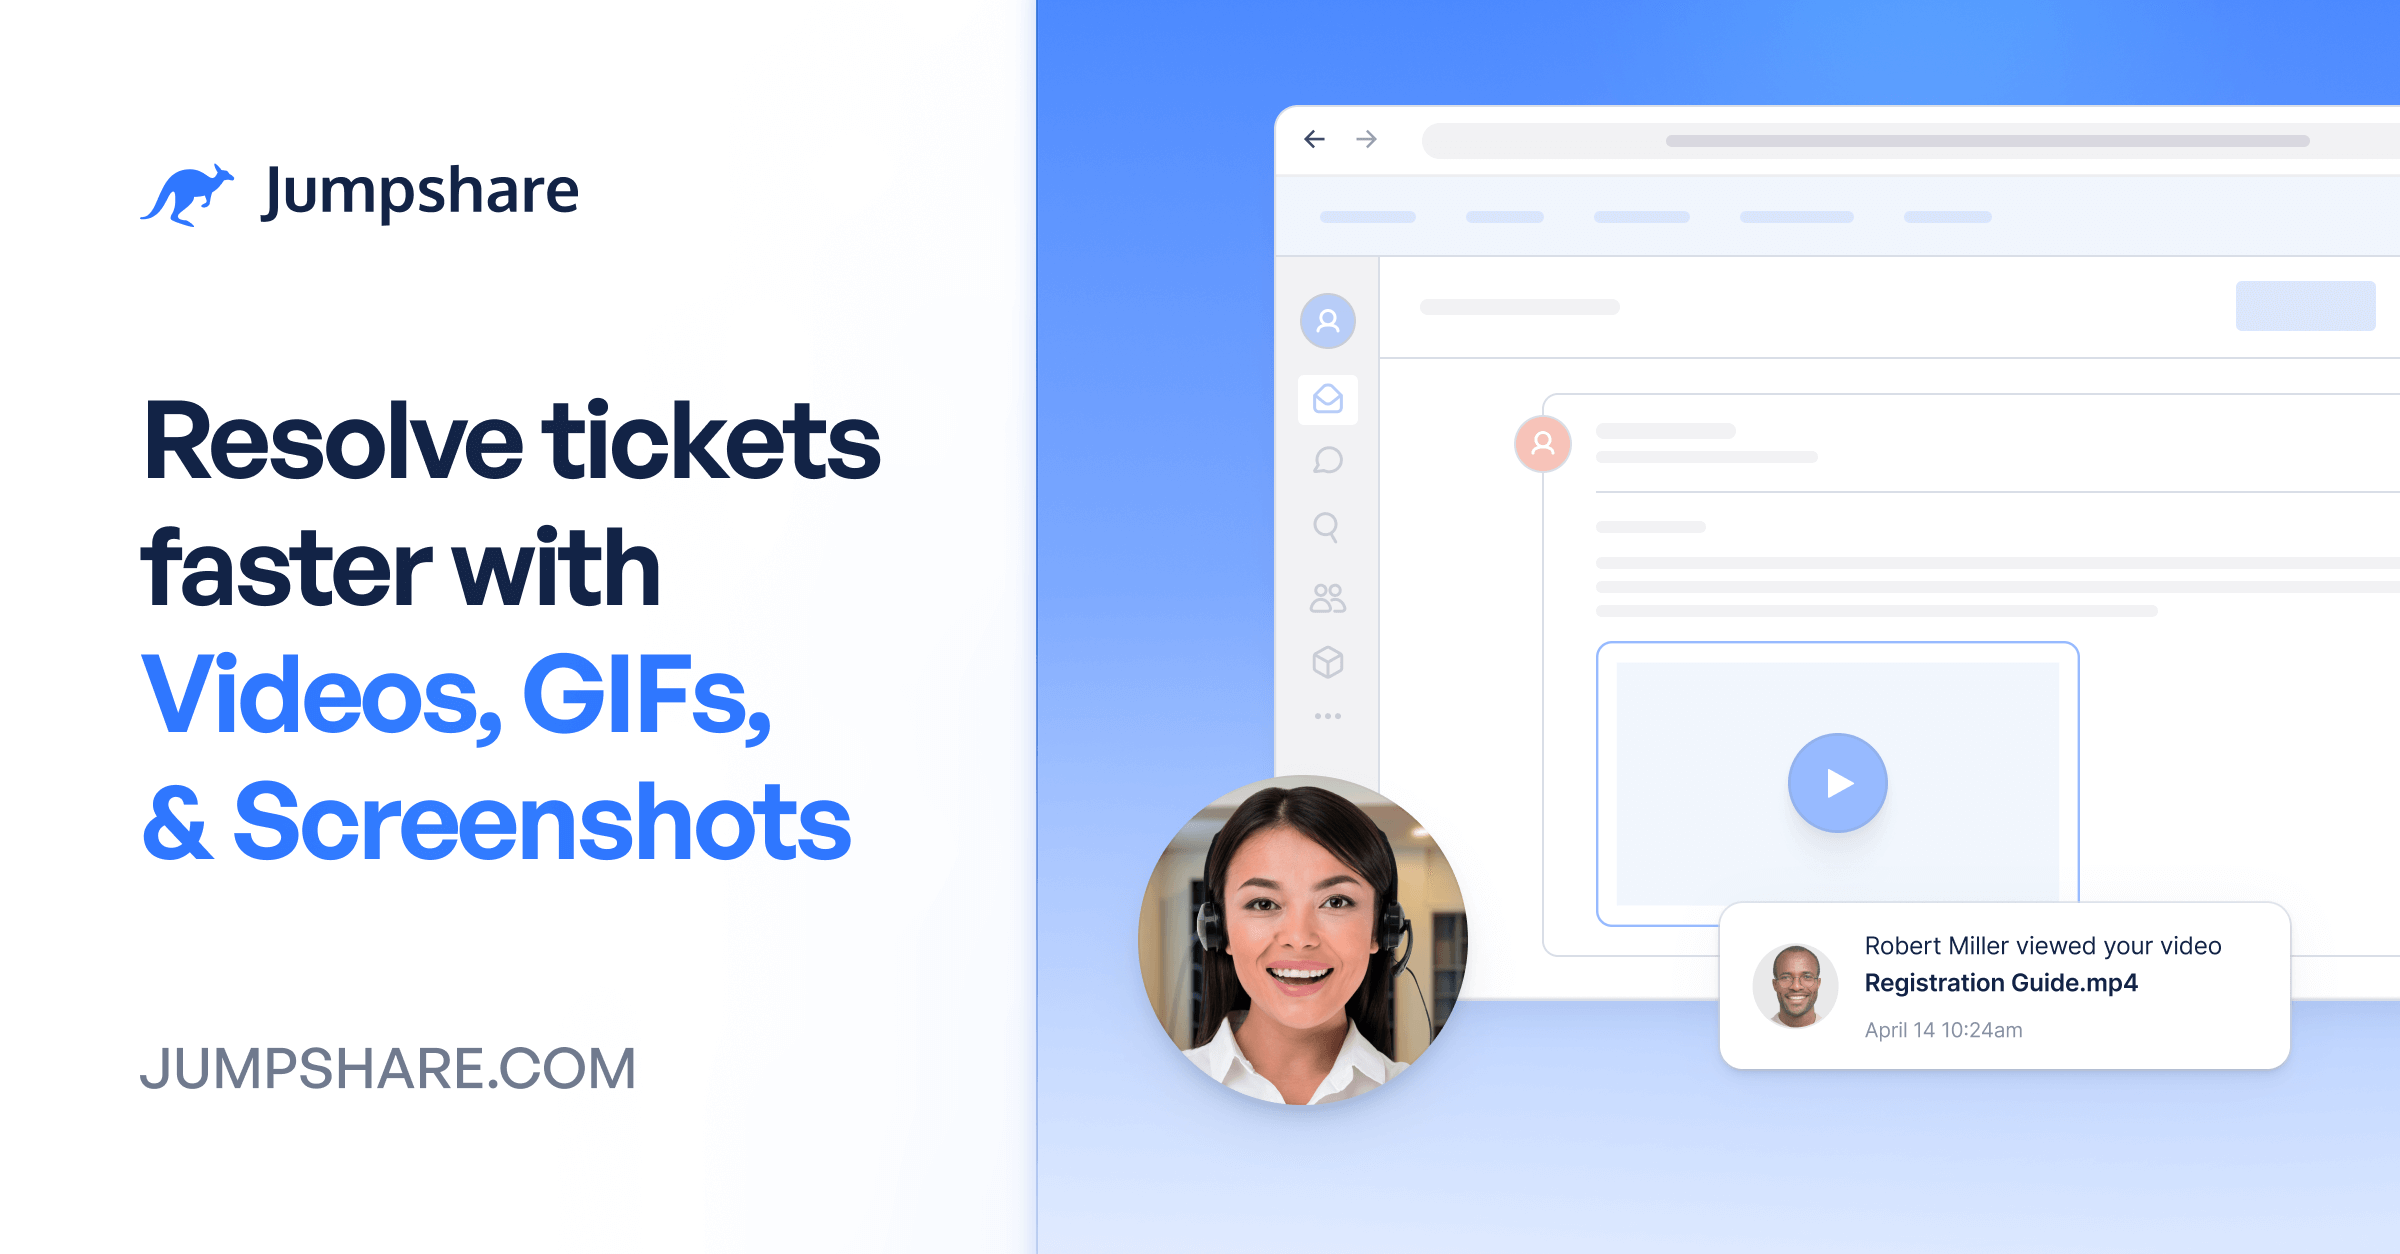 Jumpshare
Resolve tickets
faster with
Videos, GIFs,
& Screenshots
JUMPSHARE.COM
Robert Miller viewed your video
Registration Guide.mp4
April 14 10:24am